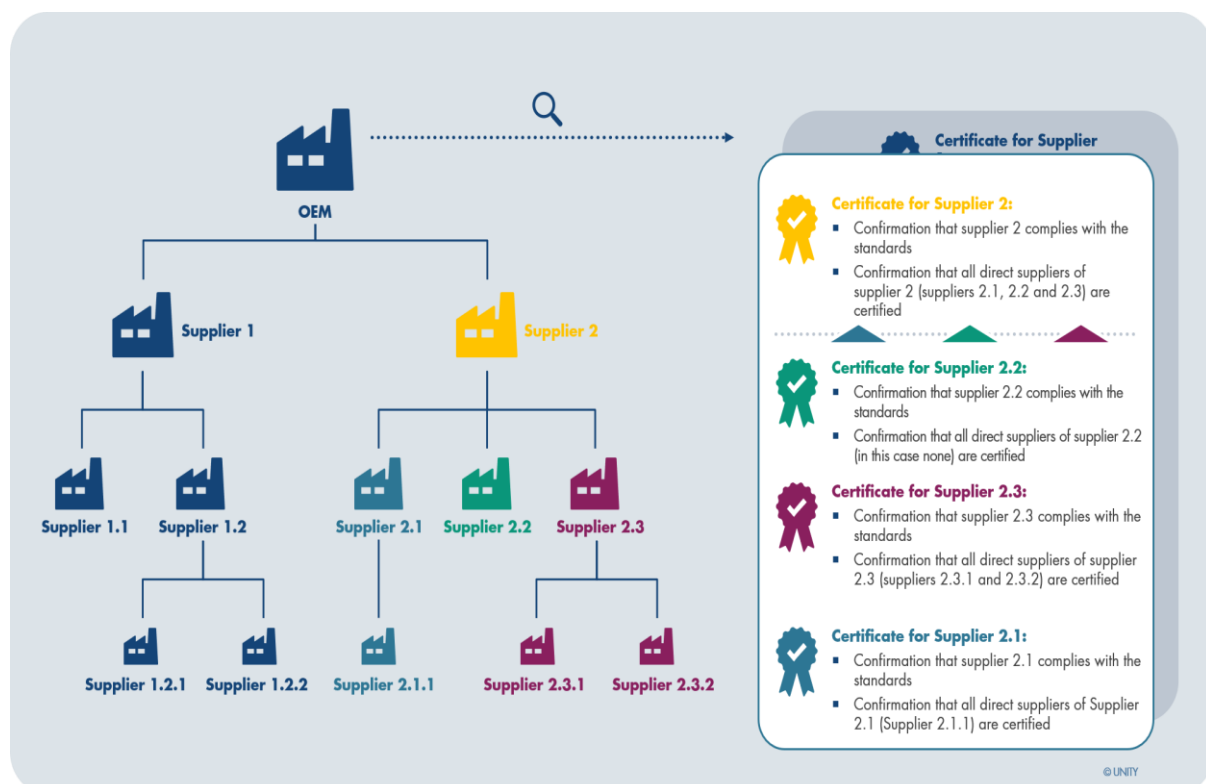 Certificate for Supplier
OEM
Certificate for Supplier 2:
▪ Confirmation that supplier 2 complies with the
standards
▪ Confirmation that all direct suppliers of
supplier 2 (suppliers 2.1, 2.2 and 2.3) are
certified
Supplier 1
Supplier 2
Certificate for Supplier 2.2:
▪ Confirmation that supplier 2.2 complies with the
standards
▪ Confirmation that all direct suppliers of supplier 2.2
(in this case none) are certified
Supplier 1.1
Supplier 1.2
Supplier 2.1
Supplier 2.2
Supplier 2.3
Certificate for Supplier 2.3:
▪ Confirmation that supplier 2.3 complies with the
standards
▪ Confirmation that all direct suppliers of supplier
2.3 (suppliers 2.3.1 and 2.3.2) are certified
Supplier 1.2.1
Supplier 1.2.2
Supplier 2.1.1
Supplier 2.3.1
Supplier 2.3.2
Certificate for Supplier 2.1:
▪ Confirmation that supplier 2.1 complies with the
standards
▪ Confirmation that all direct suppliers of Supplier
2.1 (Supplier 2.1.1) are certified
© UNITY